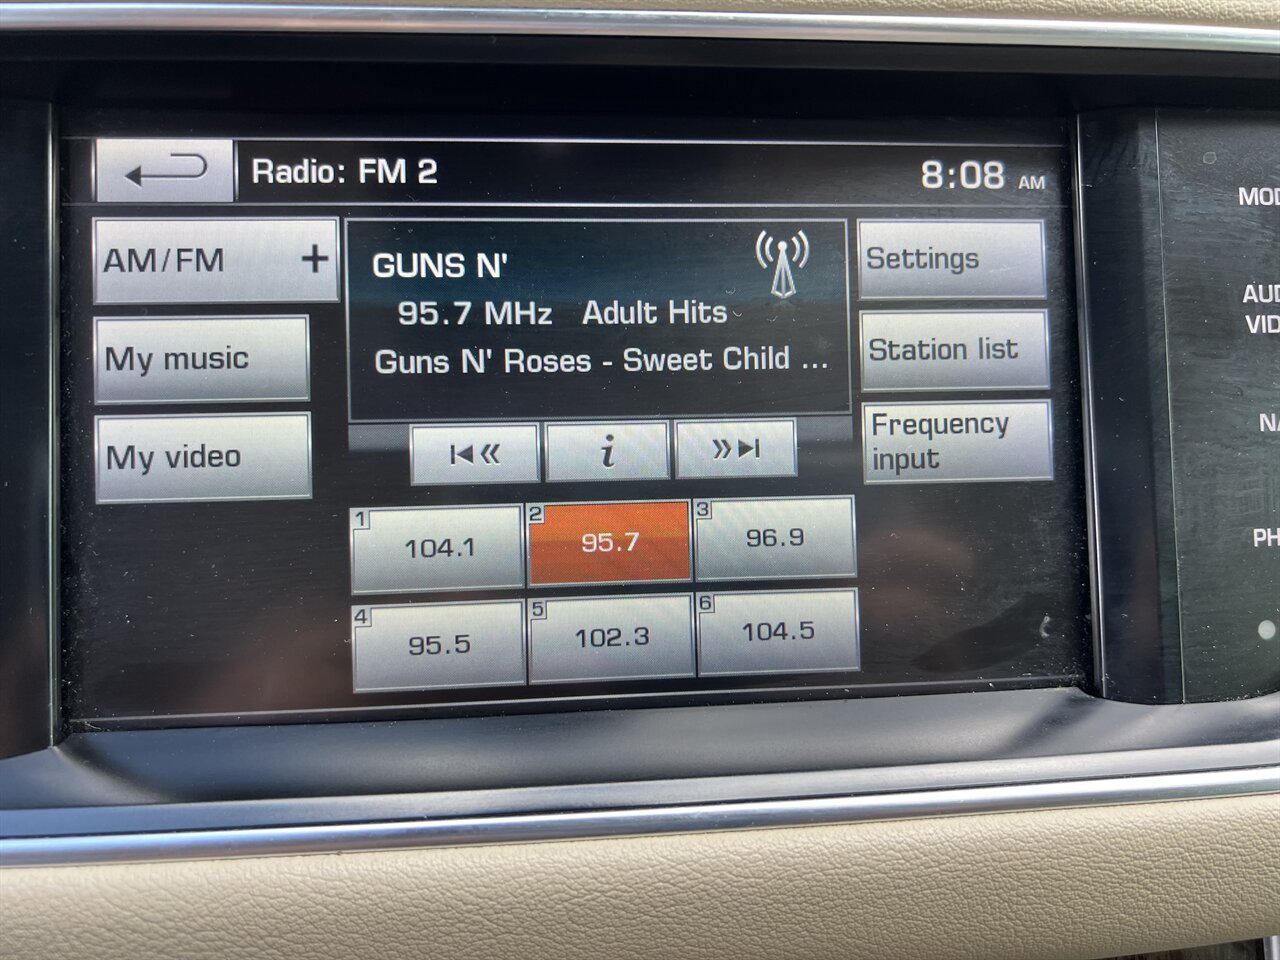 Radio: FM 2
8:08 AM
AM/FM +
My music
My video
GUNS N'
95.7 MHz Adult Hits
Guns N' Roses - Sweet Child ...
i
Settings
Station list
Frequency
input
1 104.1
2 95.7
3 96.9
4 95.5
5 102.3
6 104.5